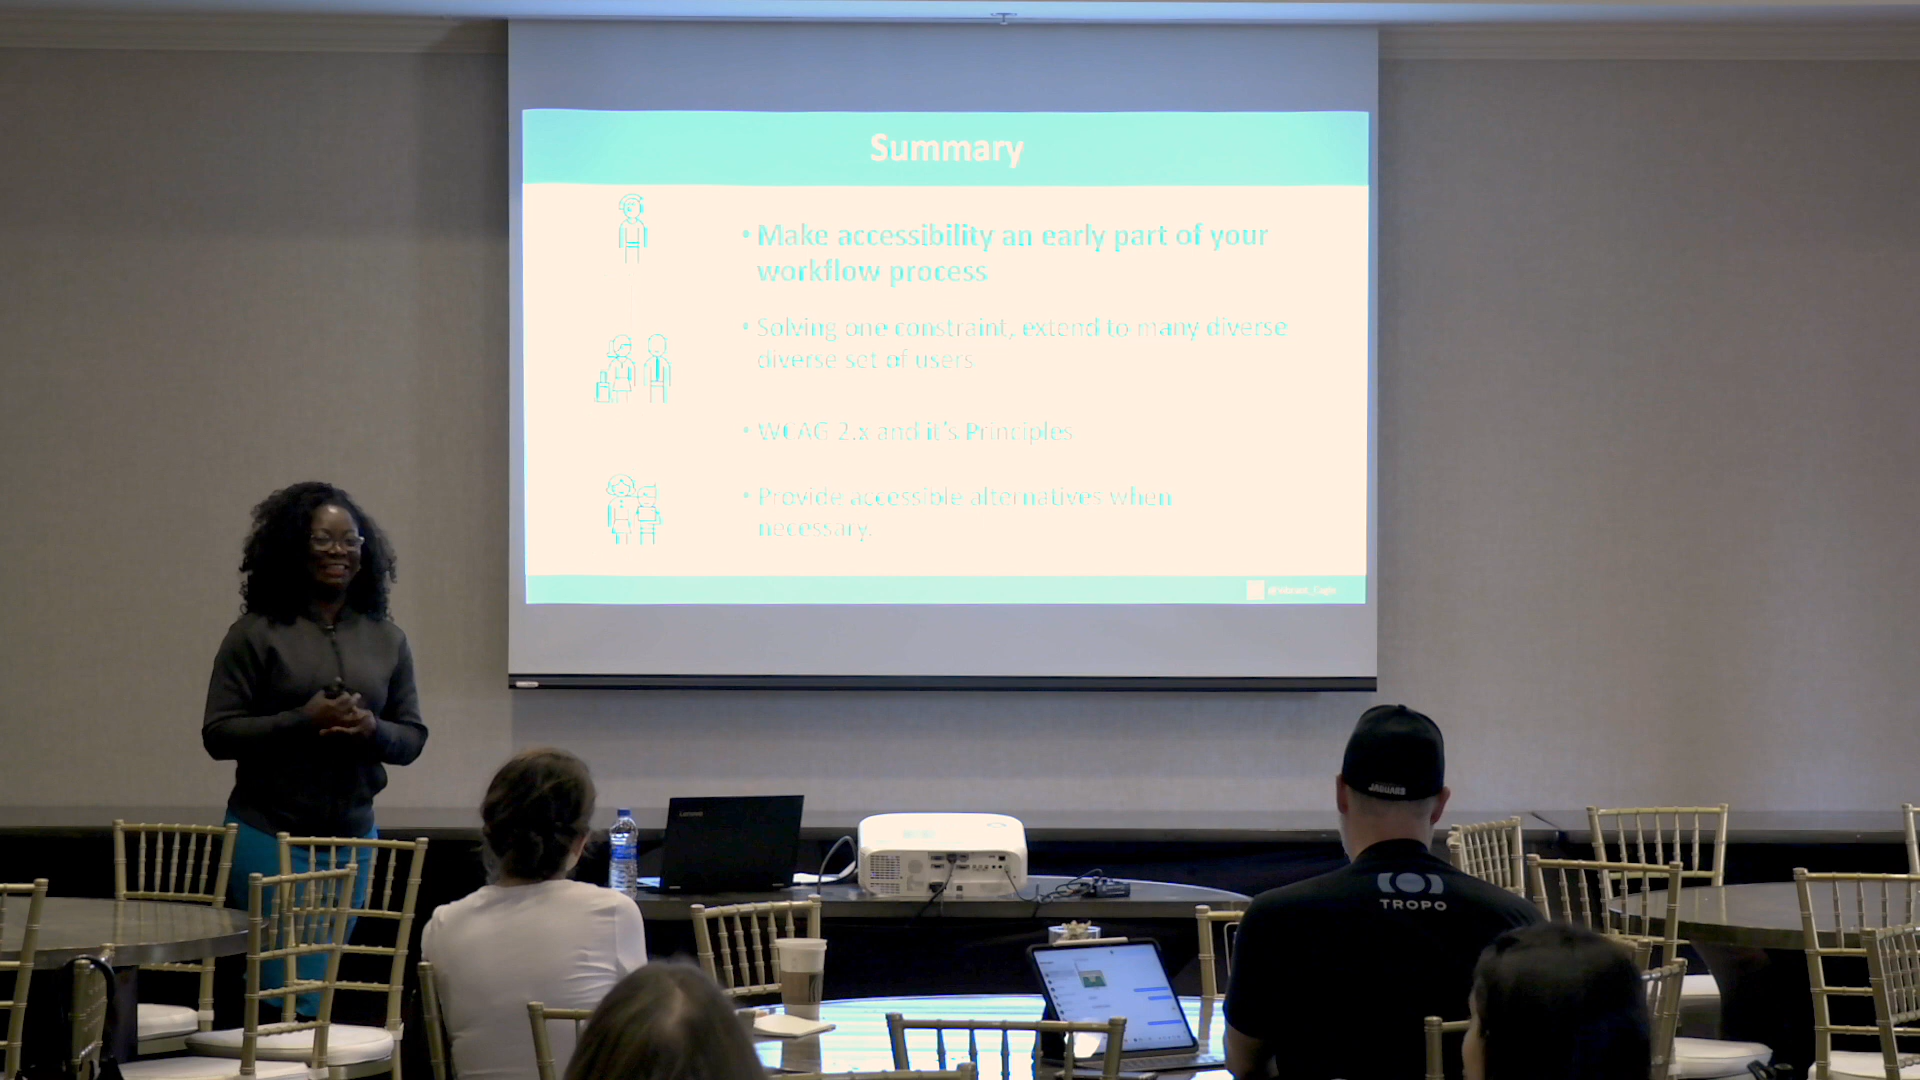 Summary
• Make accessibility an early part of your
workflow process
• Solving one constraint, extend to many diverse
diverse set of users
• WCAG 2.x and it's Principles
• Provide accessible alternatives when
necessary.
Lenovo
JAGUARS
TROPO